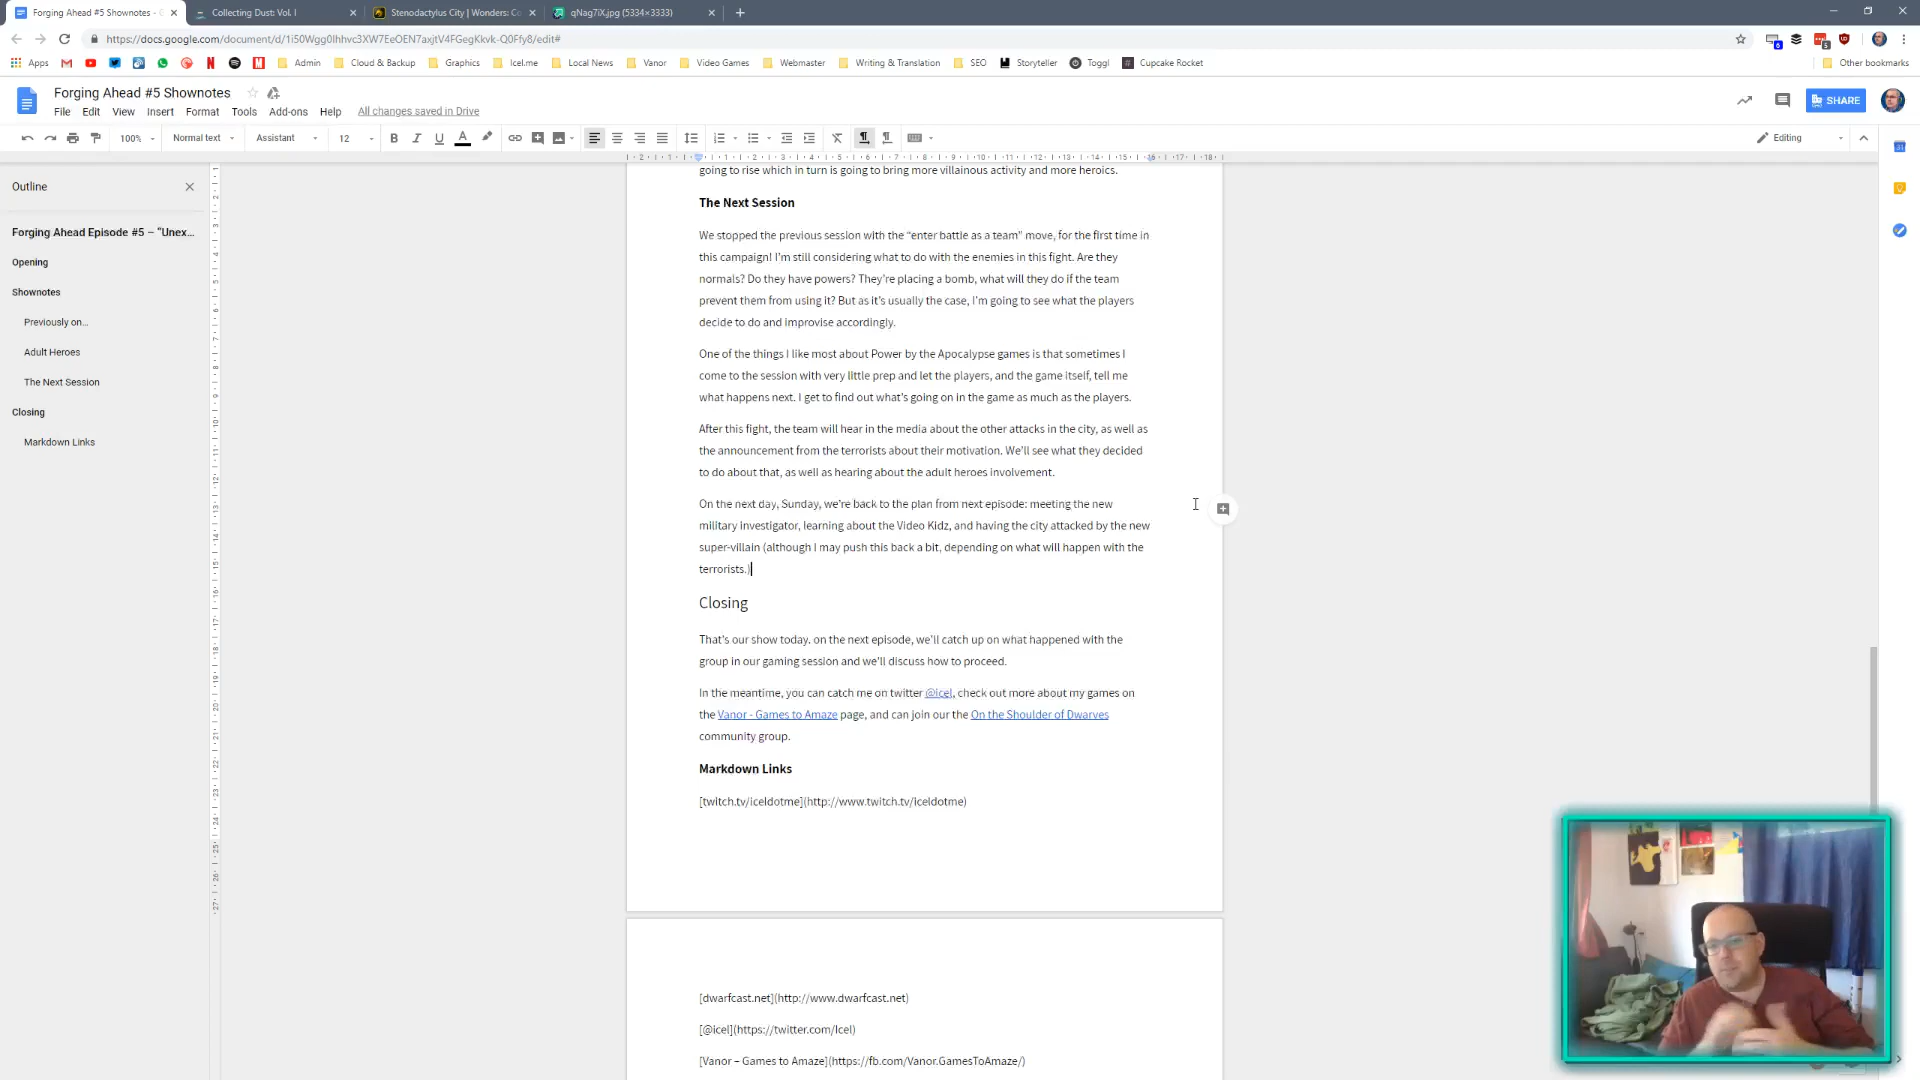 Forging Ahead #5 Shownotes - G
Collecting Dust: Vol. I
Stenodactylus City | Wonders: Co
qNag7iX.jpg (5334×3333)
https://docs.google.com/document/d/1i50Wgg0Ihhvc3XW7EeOEN7axjtV4FGegKkvk-Q0Ffy8/edit#
Apps
Admin
Cloud & Backup
Graphics
Icel.me
Local News
Vanor
Video Games
Webmaster
Writing & Translation
SEO
Storyteller
Toggl
Cupcake Rocket
Other bookmarks
Forging Ahead #5 Shownotes
File Edit View Insert Format Tools Add-ons Help All changes saved in Drive
SHARE
100% Normal text Assistant 12 B I U A Editing
Outline
Forging Ahead Episode #5 – “Unex...
Opening
Shownotes
Previously on...
Adult Heroes
The Next Session
Closing
Markdown Links
going to rise which in turn is going to bring more villainous activity and more heroics.
The Next Session
We stopped the previous session with the “enter battle as a team” move, for the first time in
this campaign! I’m still considering what to do with the enemies in this fight. Are they
normals? Do they have powers? They’re placing a bomb, what will they do if the team
prevent them from using it? But as it’s usually the case, I’m going to see what the players
decide to do and improvise accordingly.
One of the things I like most about Power by the Apocalypse games is that sometimes I
come to the session with very little prep and let the players, and the game itself, tell me
what happens next. I get to find out what’s going on in the game as much as the players.
After this fight, the team will hear in the media about the other attacks in the city, as well as
the announcement from the terrorists about their motivation. We’ll see what they decided
to do about that, as well as hearing about the adult heroes involvement.
On the next day, Sunday, we’re back to the plan from next episode: meeting the new
military investigator, learning about the Video Kidz, and having the city attacked by the new
super-villain (although I may push this back a bit, depending on what will happen with the
terrorists.)
Closing
That’s our show today. on the next episode, we’ll catch up on what happened with the
group in our gaming session and we’ll discuss how to proceed.
In the meantime, you can catch me on twitter @icel, check out more about my games on
the Vanor - Games to Amaze page, and can join our the On the Shoulder of Dwarves
community group.
Markdown Links
[twitch.tv/iceldotme](http://www.twitch.tv/iceldotme)
[dwarfcast.net](http://www.dwarfcast.net)
[@icel](https://twitter.com/Icel)
[Vanor – Games to Amaze](https://fb.com/Vanor.GamesToAmaze/)